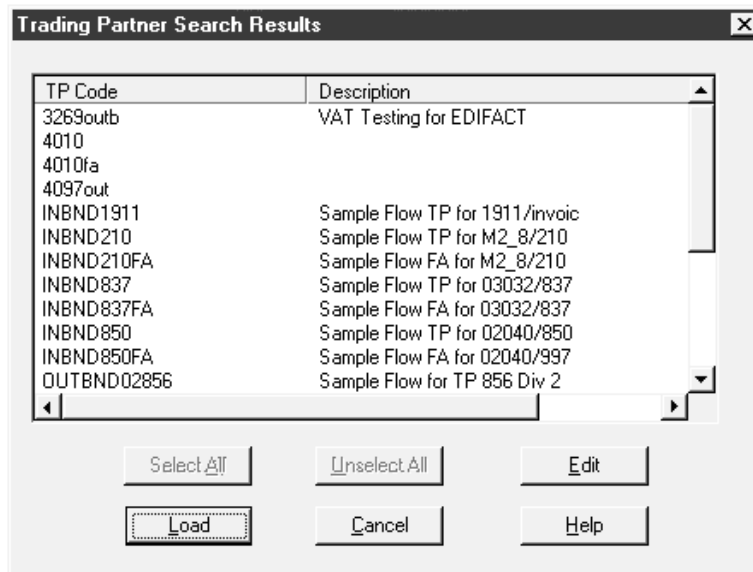 Trading Partner Search Results
TP Code Description
3269outb VAT Testing for EDIFACT
4010
4010fa
4097out
INBND1911 Sample Flow TP for 1911/invoic
INBND210 Sample Flow TP for M2_8/210
INBND210FA Sample Flow FA for M2_8/210
INBND837 Sample Flow TP for 03032/837
INBND837FA Sample Flow FA for 03032/837
INBND850 Sample Flow TP for 02040/850
INBND850FA Sample Flow FA for 02040/997
OUTBND02856 Sample Flow for TP 856 Div 2
Select All Unselect All Edit
Load Cancel Help